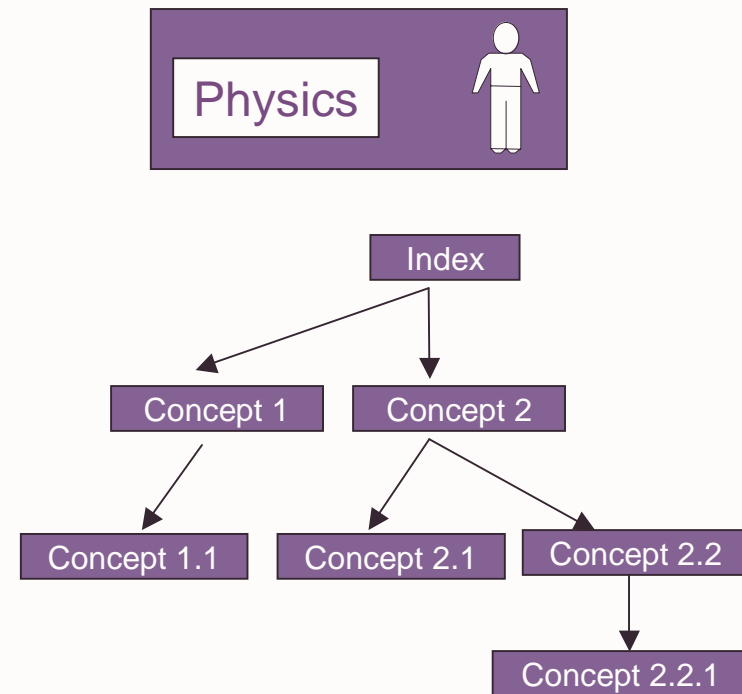 Physics
Index
Concept 1
Concept 2
Concept 1.1
Concept 2.1
Concept 2.2
Concept 2.2.1